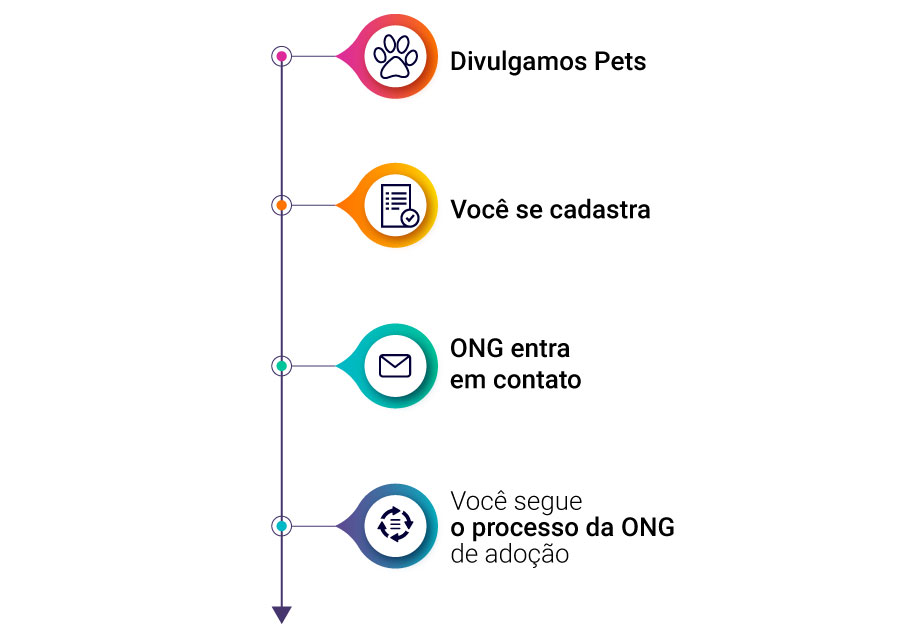 Divulgamos Pets
Você se cadastra
ONG entra
em contato
Você segue
o processo da ONG
de adoção